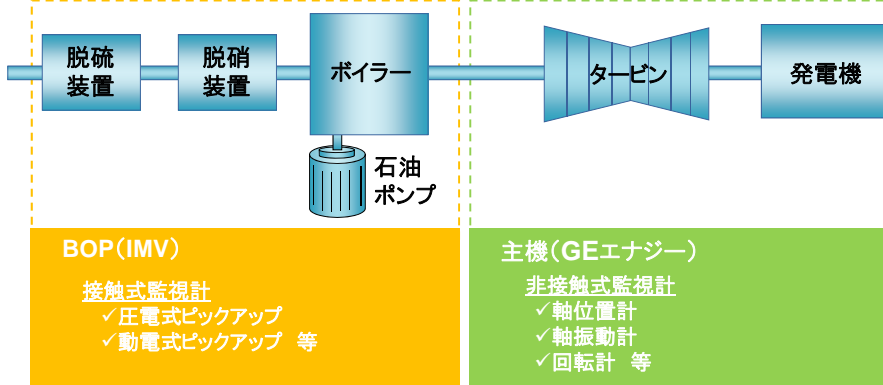 脱硫
装置
脱硝
装置
ボイラー
タービン
発電機
石油
ポンプ
BOP（IMV）
接触式監視計
✓圧電式ピックアップ
✓動電式ピックアップ 等
主機（GEエナジー）
非接触式監視計
✓軸位置計
✓軸振動計
✓回転計 等